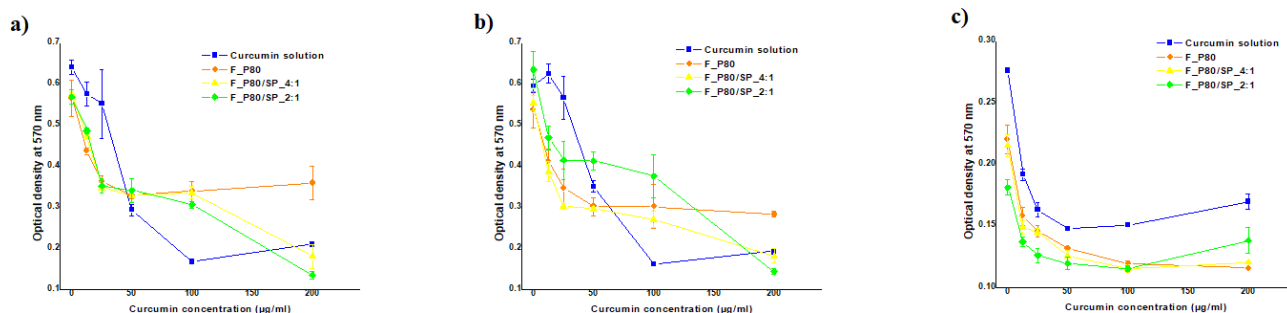 a)
0.7
0.6
0.5
0.4
0.3
0.2
0.1
Optical density at 570 nm
Curcumin solution
F_P80
F_P80/SP_4:1
F_P80/SP_2:1
0 50 100 200
Curcumin concentration (µg/ml)
b)
0.7
0.6
0.5
0.4
0.3
0.2
0.1
Optical density at 570 nm
Curcumin solution
F_P80
F_P80/SP_4:1
F_P80/SP_2:1
0 50 100 200
Curcumin concentration (µg/ml)
c)
0.30
0.25
0.20
0.15
0.10
Optical density at 570 nm
Curcumin solution
F_P80
F_P80/SP_4:1
F_P80/SP_2:1
0 50 100 200
Curcumin concentration (µg/ml)